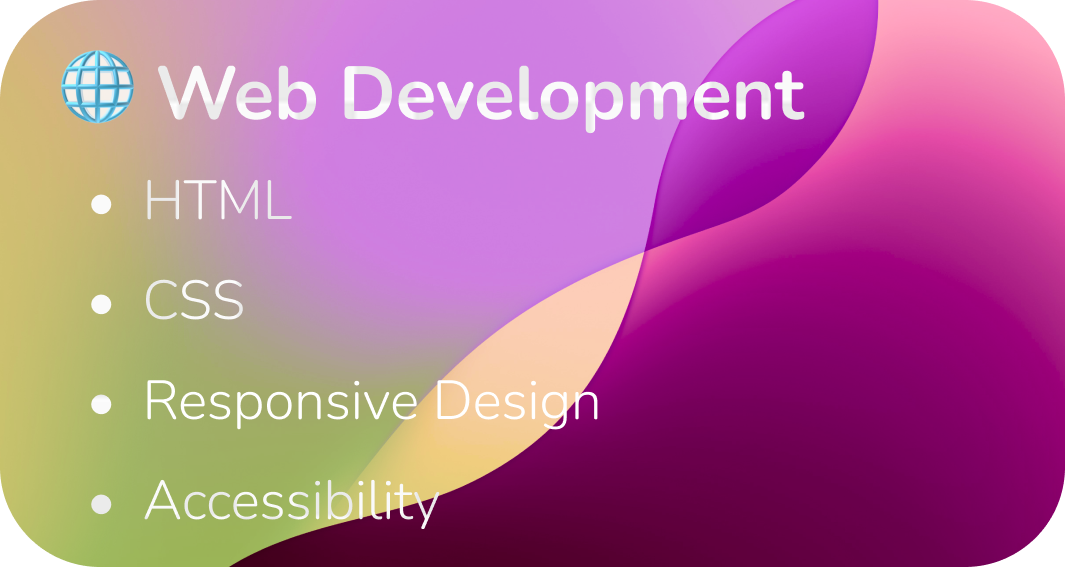 🌐 Web Development
• HTML
• CSS
• Responsive Design
• Accessibility